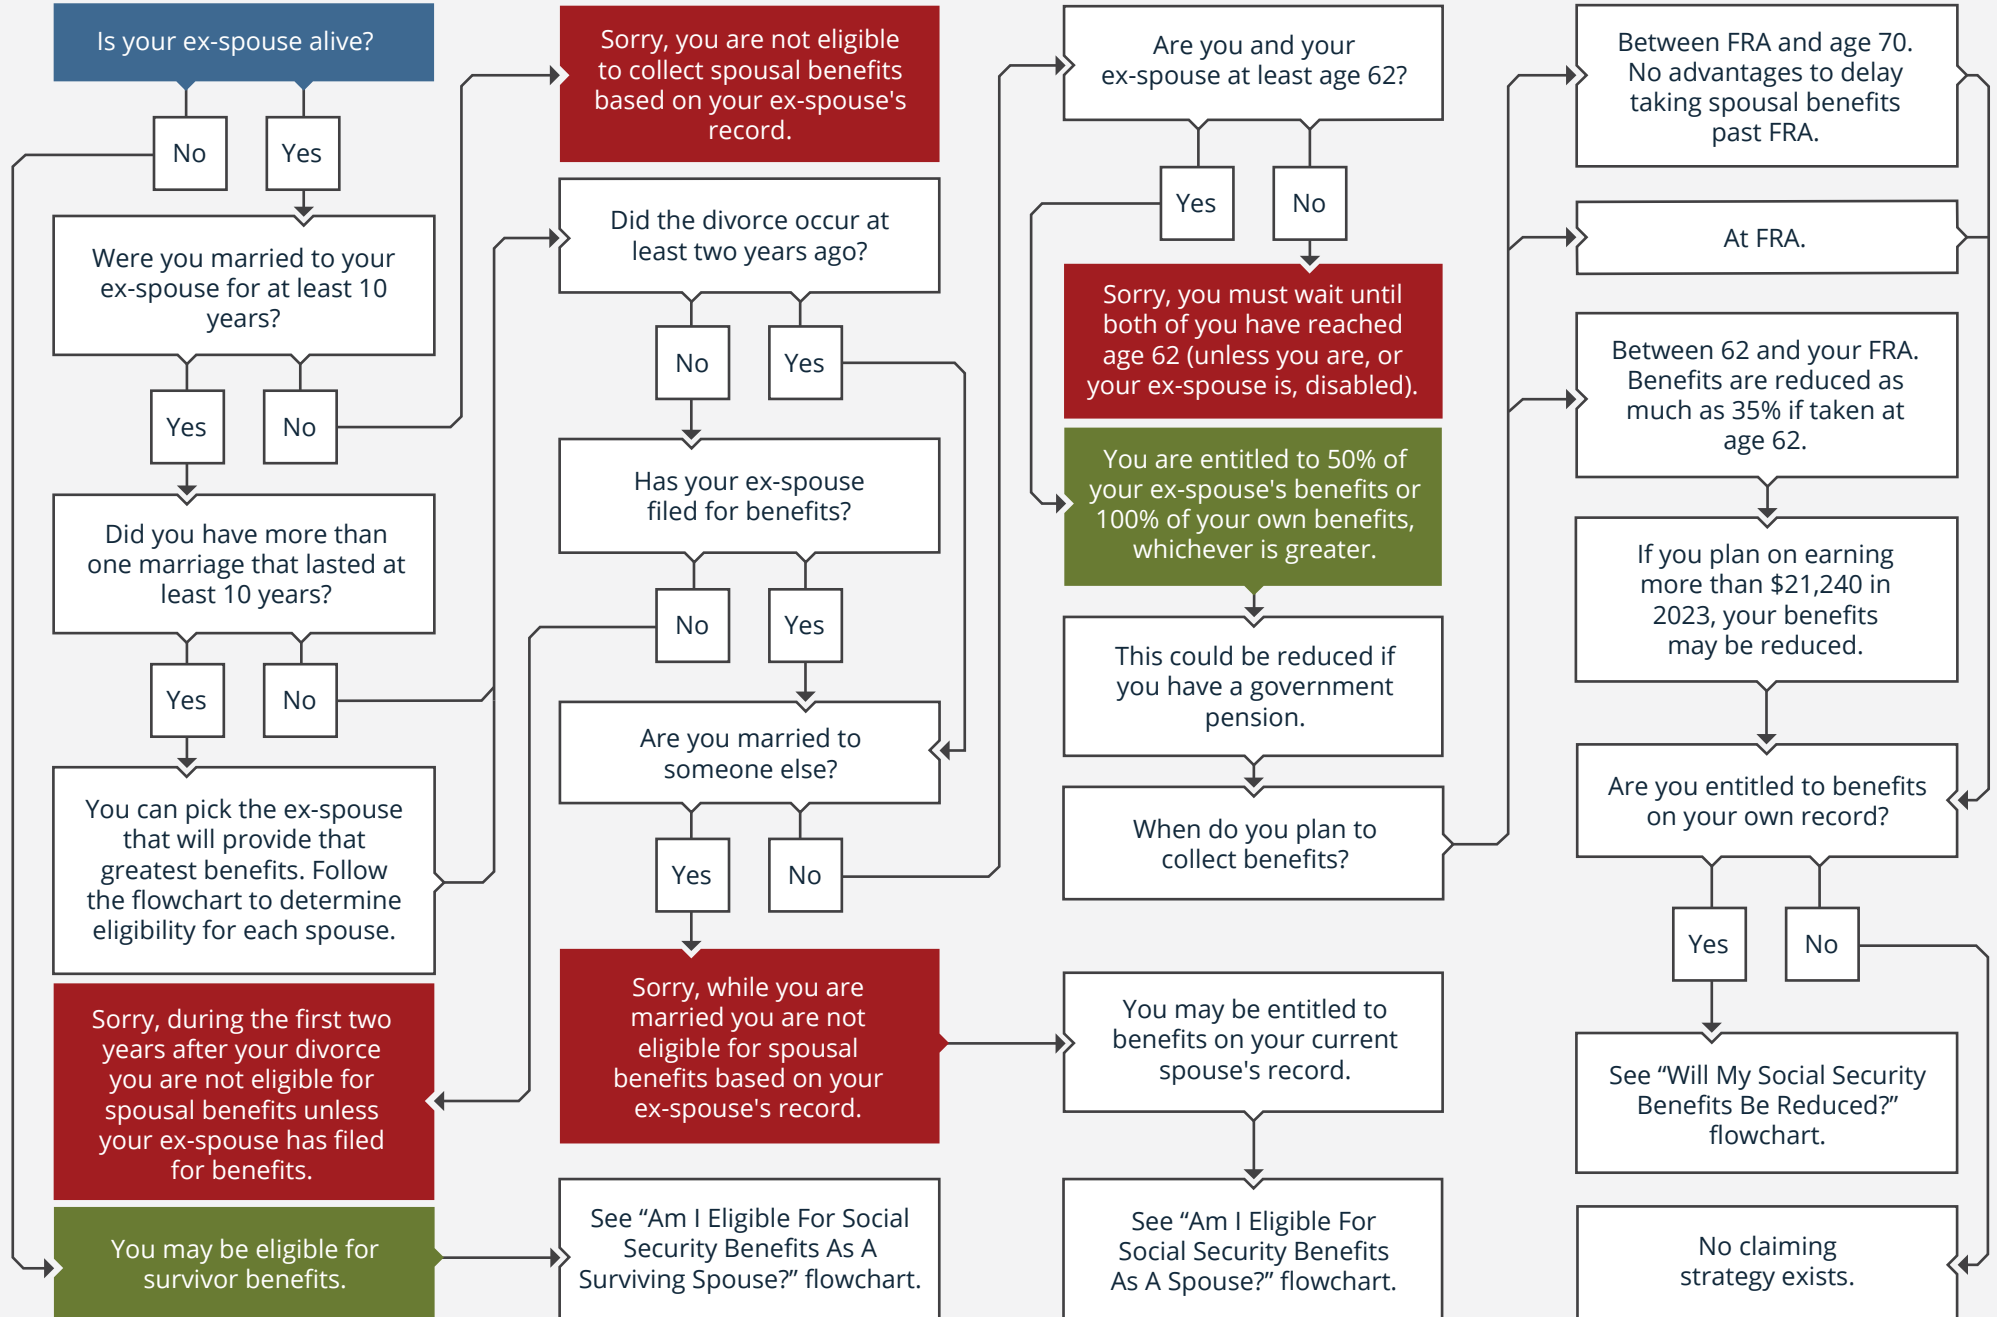 Is your ex-spouse alive?
No
Yes
Were you married to your
ex-spouse for at least 10
years?
Yes
No
Did you have more than
one marriage that lasted at
least 10 years?
Yes
No
You can pick the ex-spouse
that will provide that
greatest benefits. Follow
the flowchart to determine
eligibility for each spouse.
Sorry, during the first two
years after your divorce
you are not eligible for
spousal benefits unless
your ex-spouse has filed
for benefits.
You may be eligible for
survivor benefits.
Sorry, you are not eligible
to collect spousal benefits
based on your ex-spouse's
record.
Did the divorce occur at
least two years ago?
No
Yes
Has your ex-spouse
filed for benefits?
No
Yes
Are you married to
someone else?
Yes
No
Sorry, while you are
married you are not
eligible for spousal
benefits based on your
ex-spouse's record.
See “Am I Eligible For Social
Security Benefits As A
Surviving Spouse?” flowchart.
Are you and your
ex-spouse at least age 62?
Yes
No
Sorry, you must wait until
both of you have reached
age 62 (unless you are, or
your ex-spouse is, disabled).
You are entitled to 50% of
your ex-spouse's benefits or
100% of your own benefits,
whichever is greater.
This could be reduced if
you have a government
pension.
When do you plan to
collect benefits?
You may be entitled to
benefits on your current
spouse's record.
See “Am I Eligible For
Social Security Benefits
As A Spouse?” flowchart.
Between FRA and age 70.
No advantages to delay
taking spousal benefits
past FRA.
At FRA.
Between 62 and your FRA.
Benefits are reduced as
much as 35% if taken at
age 62.
If you plan on earning
more than $21,240 in
2023, your benefits
may be reduced.
Are you entitled to benefits
on your own record?
Yes
No
See “Will My Social Security
Benefits Be Reduced?”
flowchart.
No claiming
strategy exists.